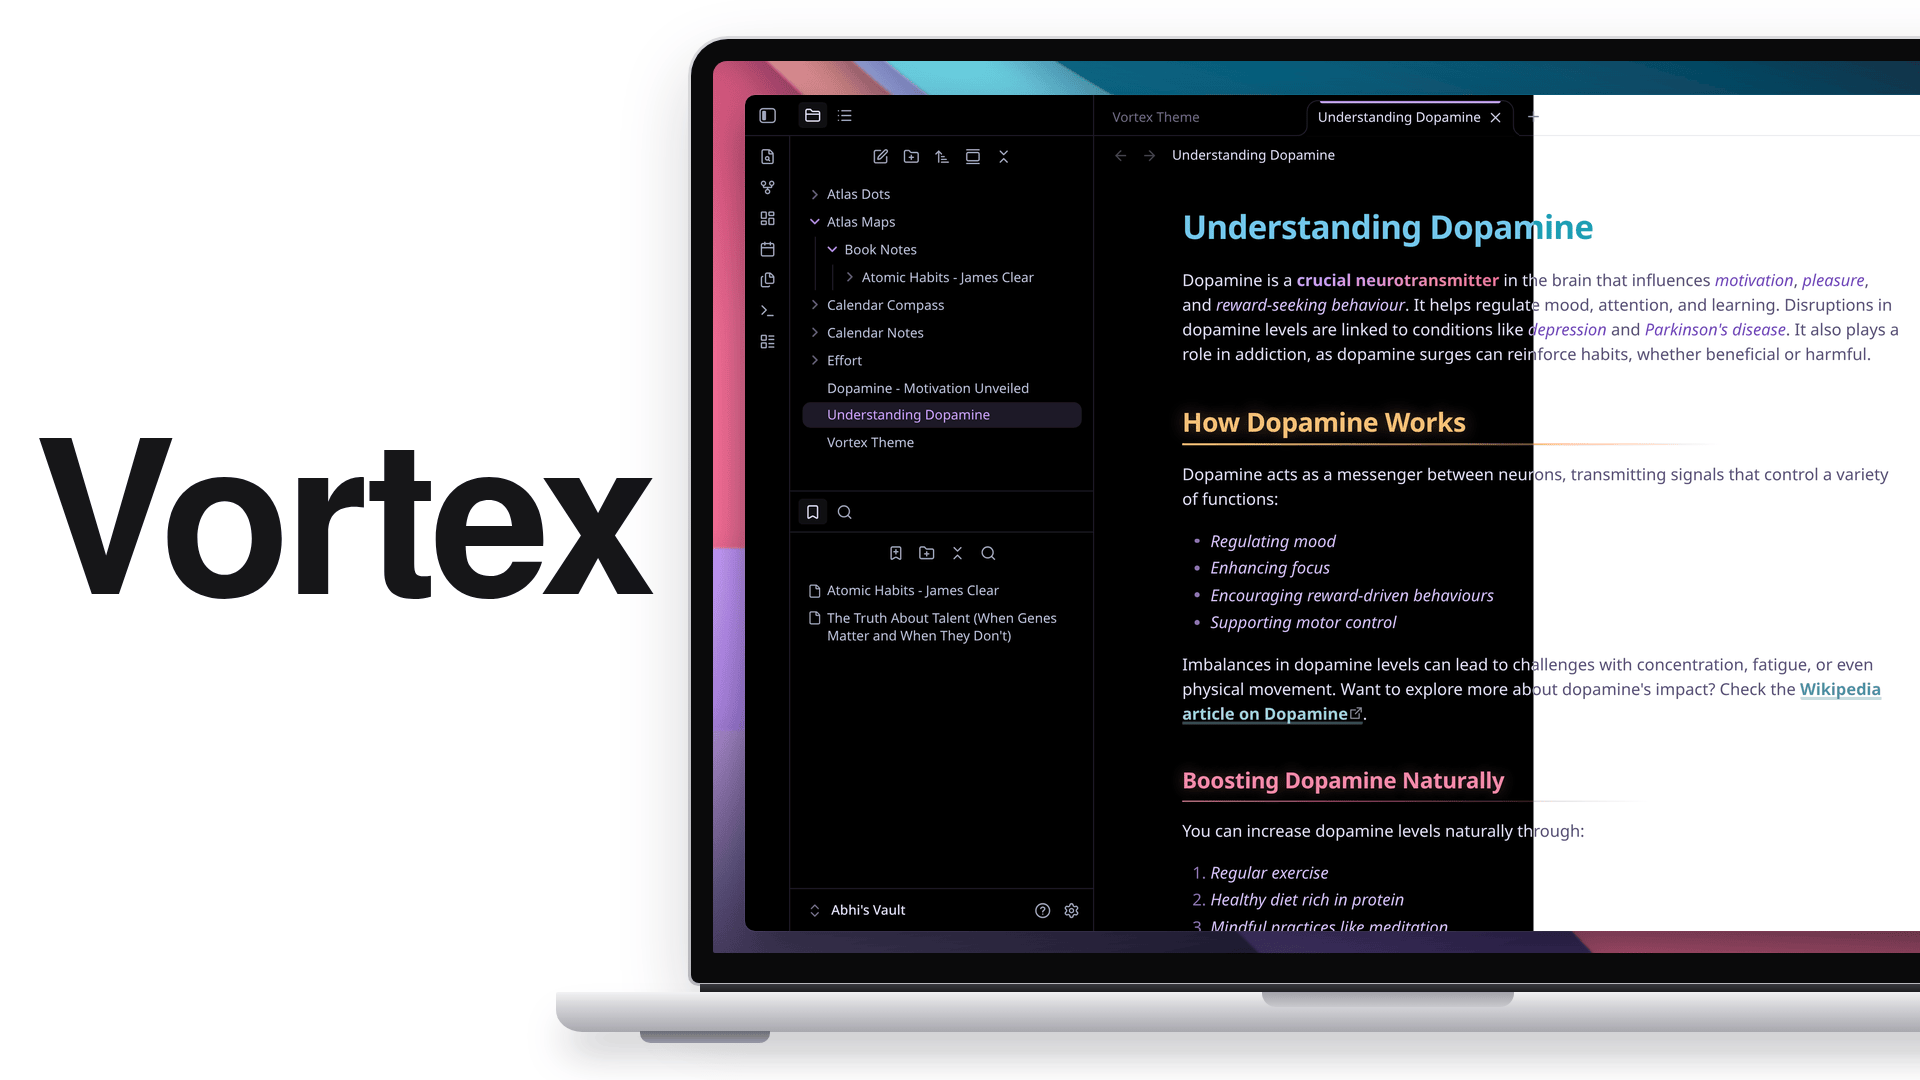 Vortex
Vortex Theme
Understanding Dopamine
Understanding Dopamine
Atlas Dots
Atlas Maps
Book Notes
Atomic Habits - James Clear
Calendar Compass
Calendar Notes
Effort
Dopamine - Motivation Unveiled
Understanding Dopamine
Vortex Theme
Atomic Habits - James Clear
The Truth About Talent (When Genes
Matter and When They Don't)
Abhi's Vault
Understanding Dopamine
Dopamine is a crucial neurotransmitter in the brain that influences motivation, pleasure,
and reward-seeking behaviour. It helps regulate mood, attention, and learning. Disruptions in
dopamine levels are linked to conditions like depression and Parkinson's disease. It also plays a
role in addiction, as dopamine surges can reinforce habits, whether beneficial or harmful.
How Dopamine Works
Dopamine acts as a messenger between neurons, transmitting signals that control a variety
of functions:
• Regulating mood
• Enhancing focus
• Encouraging reward-driven behaviours
• Supporting motor control
Imbalances in dopamine levels can lead to challenges with concentration, fatigue, or even
physical movement. Want to explore more about dopamine's impact? Check the Wikipedia
article on Dopamine.
Boosting Dopamine Naturally
You can increase dopamine levels naturally through:
1. Regular exercise
2. Healthy diet rich in protein
3. Mindful practices like meditation